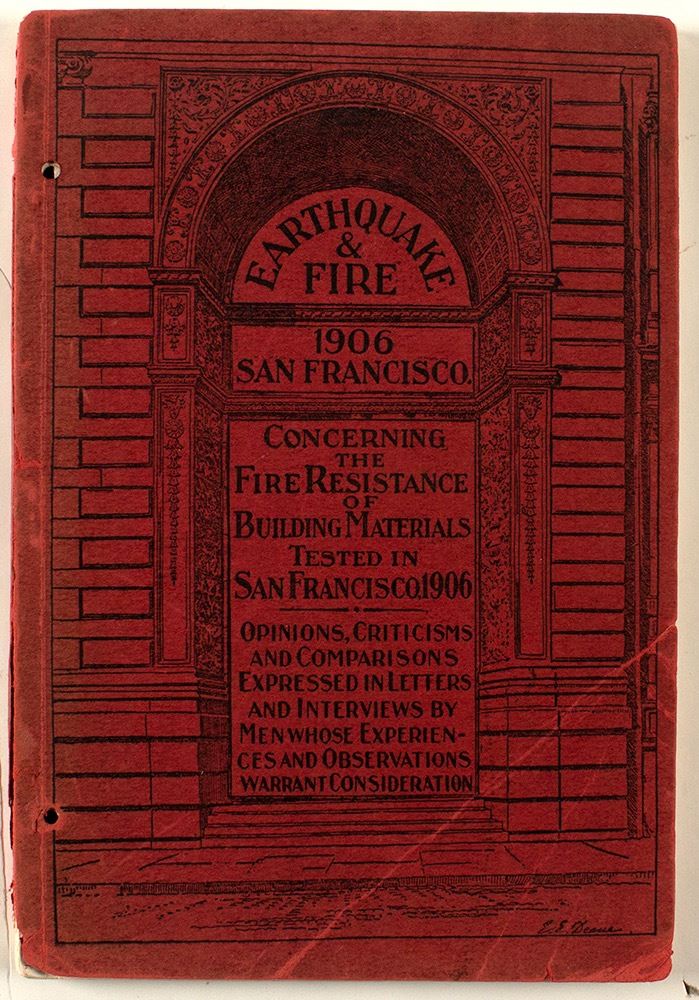 EARTHQUAKE
&
FIRE
1906
SAN FRANCISCO.
CONCERNING
THE
FIRE RESISTANCE
OF
BUILDING MATERIALS
TESTED IN
SAN FRANCISCO.1906
OPINIONS, CRITICISMS
AND COMPARISONS
EXPRESSED IN LETTERS
AND INTERVIEWS BY
MEN WHOSE EXPERIEN-
CES AND OBSERVATIONS
WARRANT CONSIDERATION
E. E. Deane